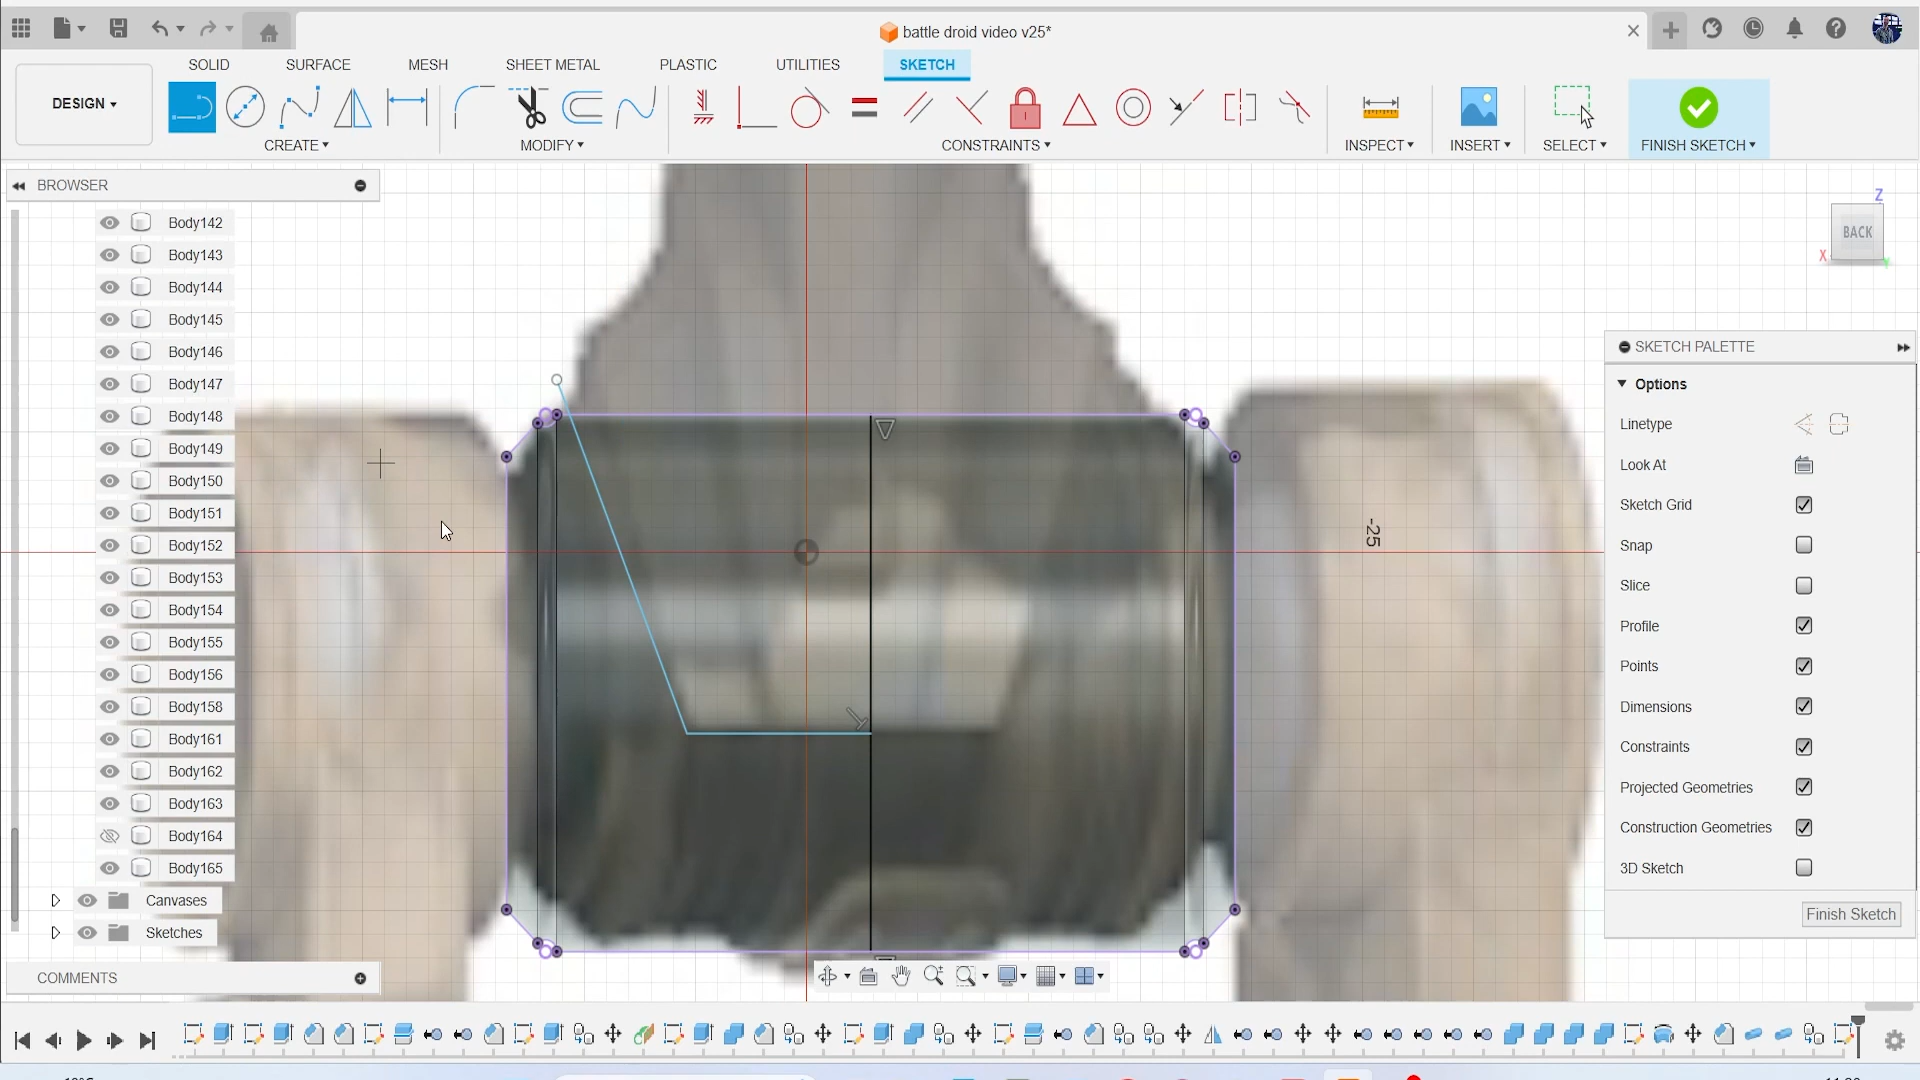 battle droid video v25*
SOLID SURFACE MESH SHEET METAL PLASTIC UTILITIES SKETCH
DESIGN
CREATE MODIFY CONSTRAINTS INSPECT INSERT SELECT FINISH SKETCH
BROWSER
Body142
Body143
Body144
Body145
Body146
Body147
Body148
Body149
Body150
Body151
Body152
Body153
Body154
Body155
Body156
Body158
Body161
Body162
Body163
Body164
Body165
Canvases
Sketches
COMMENTS
-25
Z
BACK
X
SKETCH PALETTE
Options
Linetype
Look At
Sketch Grid
Snap
Slice
Profile
Points
Dimensions
Constraints
Projected Geometries
Construction Geometries
3D Sketch
Finish Sketch